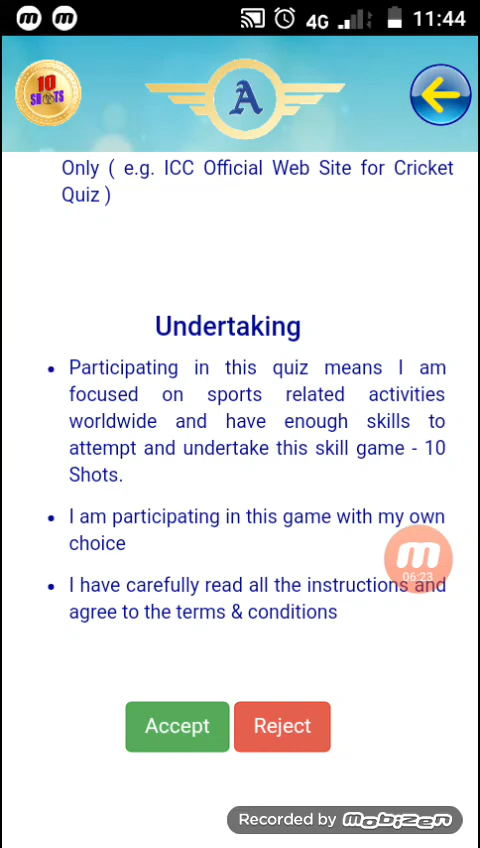 m m 4G 11:44
10
SHOTS
A
Only ( e.g. ICC Official Web Site for Cricket
Quiz )
Undertaking
• Participating in this quiz means I am
focused on sports related activities
worldwide and have enough skills to
attempt and undertake this skill game - 10
Shots.
• I am participating in this game with my own
choice
m
06:23
• I have carefully read all the instructions and
agree to the terms & conditions
Accept Reject
Recorded by mobizen